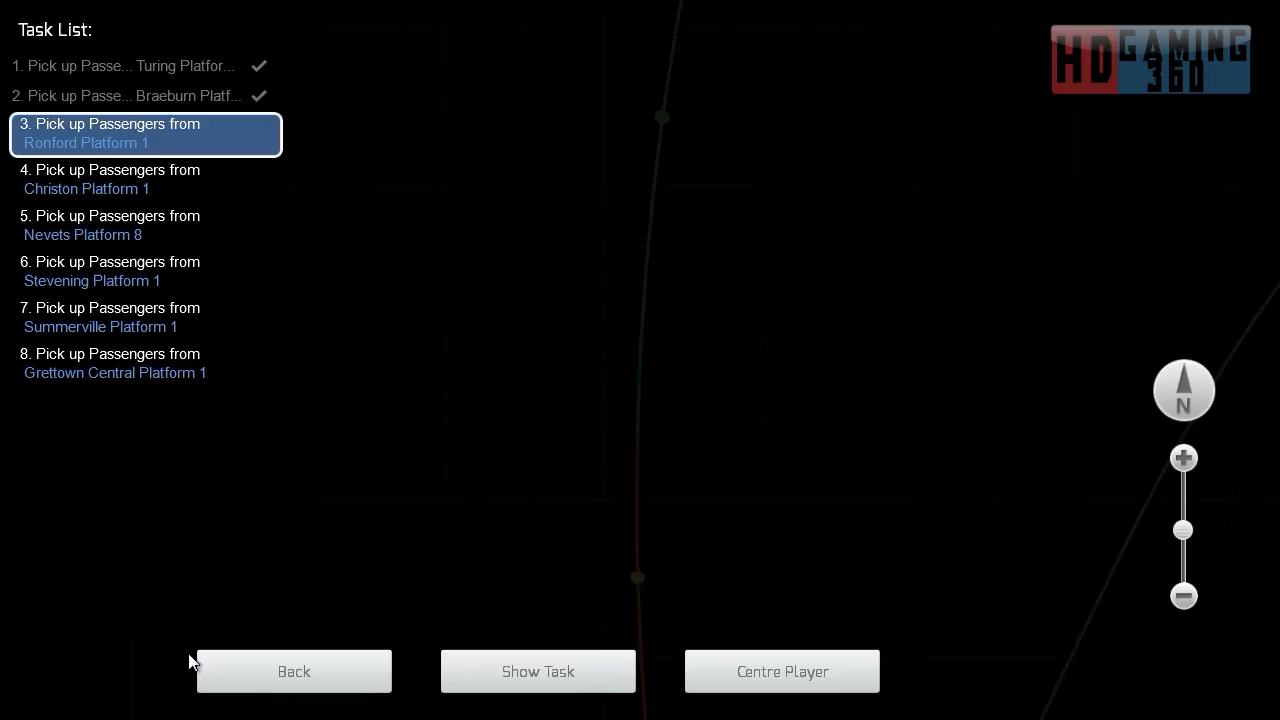 Task List:
1. Pick up Passe... Turing Platfor...
2. Pick up Passe... Braeburn Platf...
3. Pick up Passengers from
Ronford Platform 1
4. Pick up Passengers from
Christon Platform 1
5. Pick up Passengers from
Nevets Platform 8
6. Pick up Passengers from
Stevening Platform 1
7. Pick up Passengers from
Summerville Platform 1
8. Pick up Passengers from
Grettown Central Platform 1
HD GAMING
360
N
Back
Show Task
Centre Player